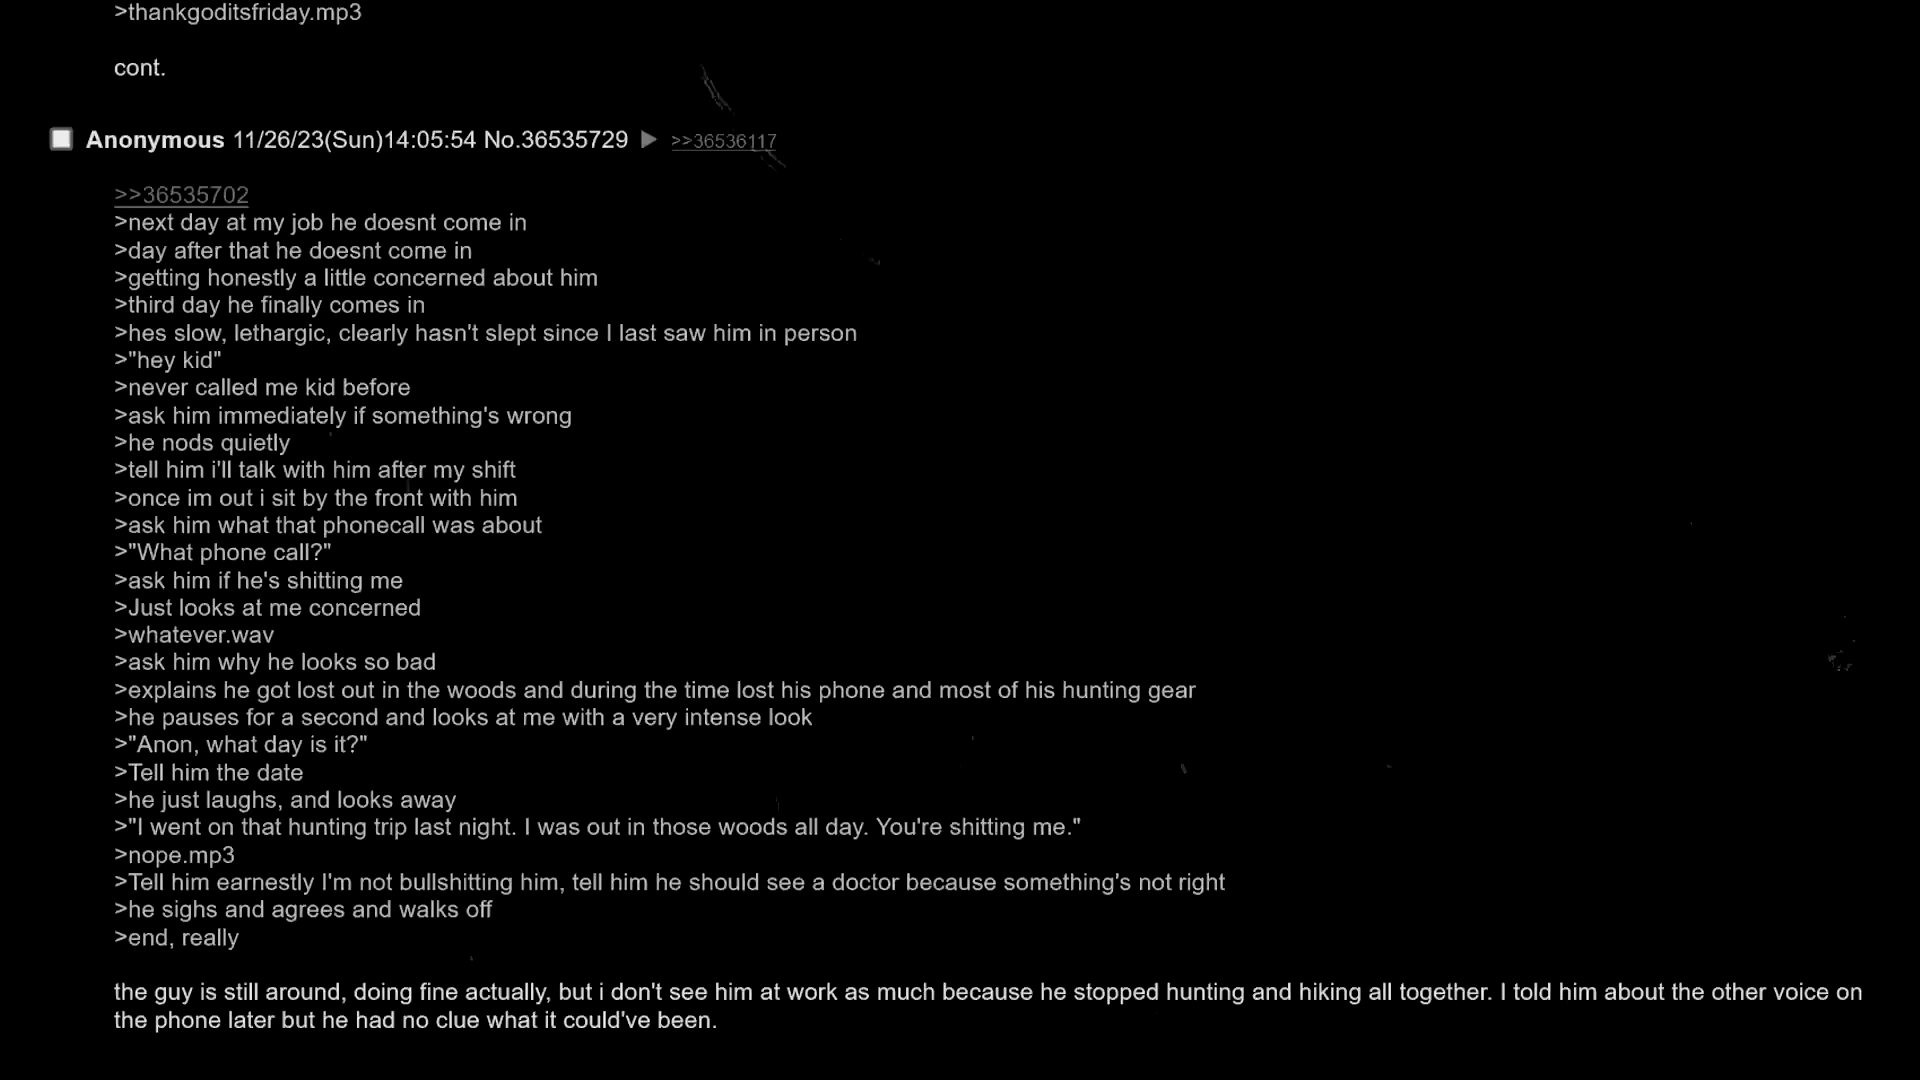 >thankgoditsfriday.mp3
cont.
Anonymous 11/26/23(Sun)14:05:54 No.36535729 ▶ >>36536117
>>36535702
>next day at my job he doesnt come in
>day after that he doesnt come in
>getting honestly a little concerned about him
>third day he finally comes in
>hes slow, lethargic, clearly hasn't slept since I last saw him in person
>"hey kid"
>never called me kid before
>ask him immediately if something's wrong
>he nods quietly
>tell him i'll talk with him after my shift
>once im out i sit by the front with him
>ask him what that phonecall was about
>"What phone call?"
>ask him if he's shitting me
>Just looks at me concerned
>whatever.wav
>ask him why he looks so bad
>explains he got lost out in the woods and during the time lost his phone and most of his hunting gear
>he pauses for a second and looks at me with a very intense look
>"Anon, what day is it?"
>Tell him the date
>he just laughs, and looks away
>"I went on that hunting trip last night. I was out in those woods all day. You're shitting me."
>nope.mp3
>Tell him earnestly I'm not bullshitting him, tell him he should see a doctor because something's not right
>he sighs and agrees and walks off
>end, really
the guy is still around, doing fine actually, but i don't see him at work as much because he stopped hunting and hiking all together. I told him about the other voice on
the phone later but he had no clue what it could've been.